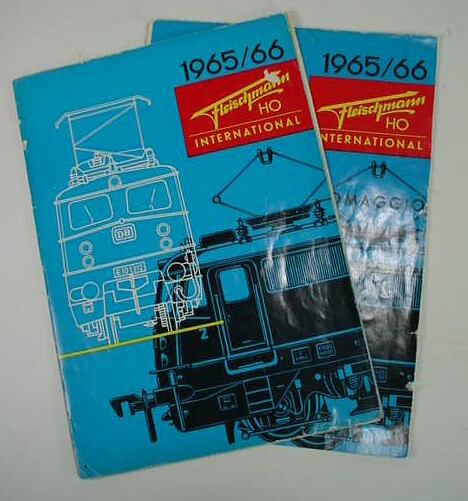 1965/66
Fleischmann
HO
INTERNATIONAL
DB
2
1965/66
Fleischmann
HO
INTERNATIONAL
OMAGGIO